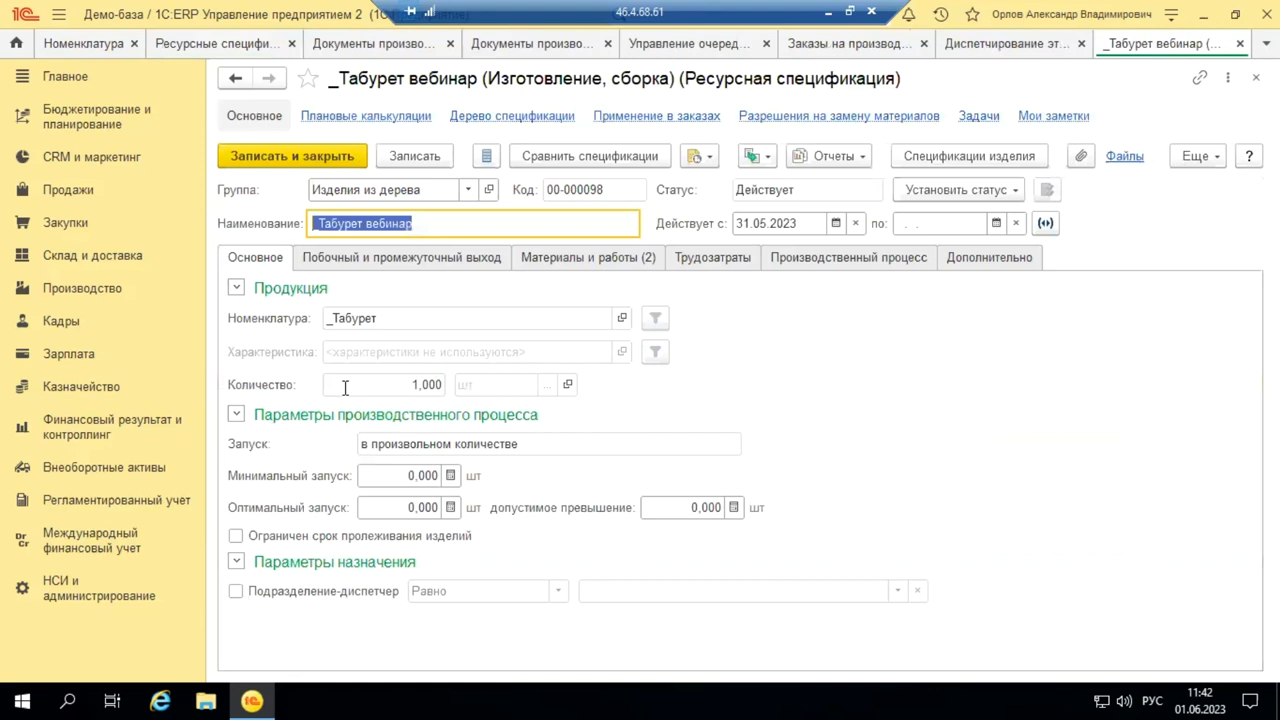 46.4.68.61
Демо-база / 1С:ERP Управление предприятием 2 (1С
Орлов Александр Владимирович
Номенклатура
Ресурсные специфи...
Документы произво...
Документы произво...
Управление очеред...
Заказы на производ...
Диспетчирование эт...
_Табурет вебинар (...
Главное
Бюджетирование и
планирование
CRM и маркетинг
Продажи
Закупки
Склад и доставка
Производство
Кадры
Зарплата
Казначейство
Финансовый результат и
контроллинг
Внеоборотные активы
Регламентированный учет
Международный
финансовый учет
НСИ и
администрирование
_Табурет вебинар (Изготовление, сборка) (Ресурсная спецификация)
Основное
Плановые калькуляции
Дерево спецификации
Применение в заказах
Разрешения на замену материалов
Задачи
Мои заметки
Записать и закрыть
Записать
Сравнить спецификации
Отчеты
Спецификации изделия
Файлы
Еще
?
Группа:
Изделия из дерева
Код:
00-000098
Статус:
Действует
Установить статус
Наименование:
_Табурет вебинар
Действует с:
31.05.2023
по:
. .
Основное
Побочный и промежуточный выход
Материалы и работы (2)
Трудозатраты
Производственный процесс
Дополнительно
Продукция
Номенклатура:
_Табурет
Характеристика:
<характеристики не используются>
Количество:
1,000
шт
...
Параметры производственного процесса
Запуск:
в произвольном количестве
Минимальный запуск:
0,000
шт
Оптимальный запуск:
0,000
шт
допустимое превышение:
0,000
шт
Ограничен срок пролеживания изделий
Параметры назначения
Подразделение-диспетчер
Равно
РУС
11:42
01.06.2023